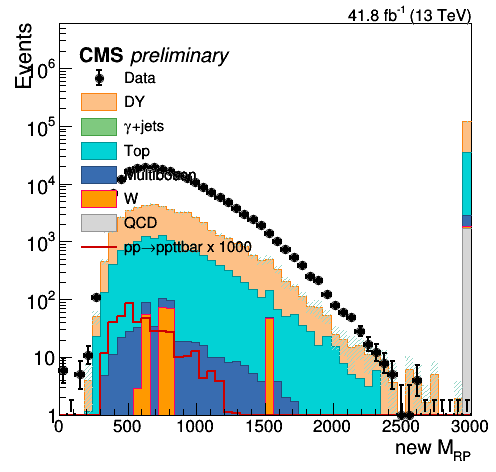 41.8 fb⁻¹ (13 TeV)
Events
CMS preliminary
Data
DY
γ+jets
Top
Multiboson
W
QCD
pp→ppttbar x 1000
10⁶
10⁵
10⁴
10³
10²
10
1
0 500 1000 1500 2000 2500 3000
new M_RP